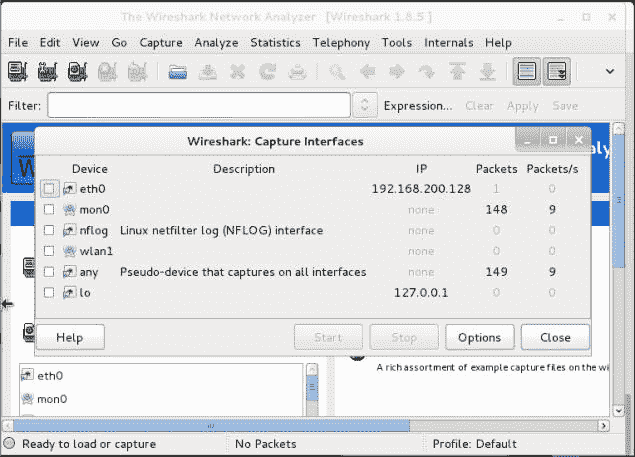 The Wireshark Network Analyzer [Wireshark 1.8.5 ]
File Edit View Go Capture Analyze Statistics Telephony Tools Internals Help
Filter: Expression... Clear Apply Save
Wireshark: Capture Interfaces
Device Description IP Packets Packets/s
eth0 192.168.200.128 1 0
mon0 none 148 9
nflog Linux netfilter log (NFLOG) interface none 0 0
wlan1 none 0 0
any Pseudo-device that captures on all interfaces none 149 9
lo 127.0.0.1 0 0
Help Start Stop Options Close
A rich assortment of example capture files on the wi
eth0
mon0
Ready to load or capture No Packets Profile: Default